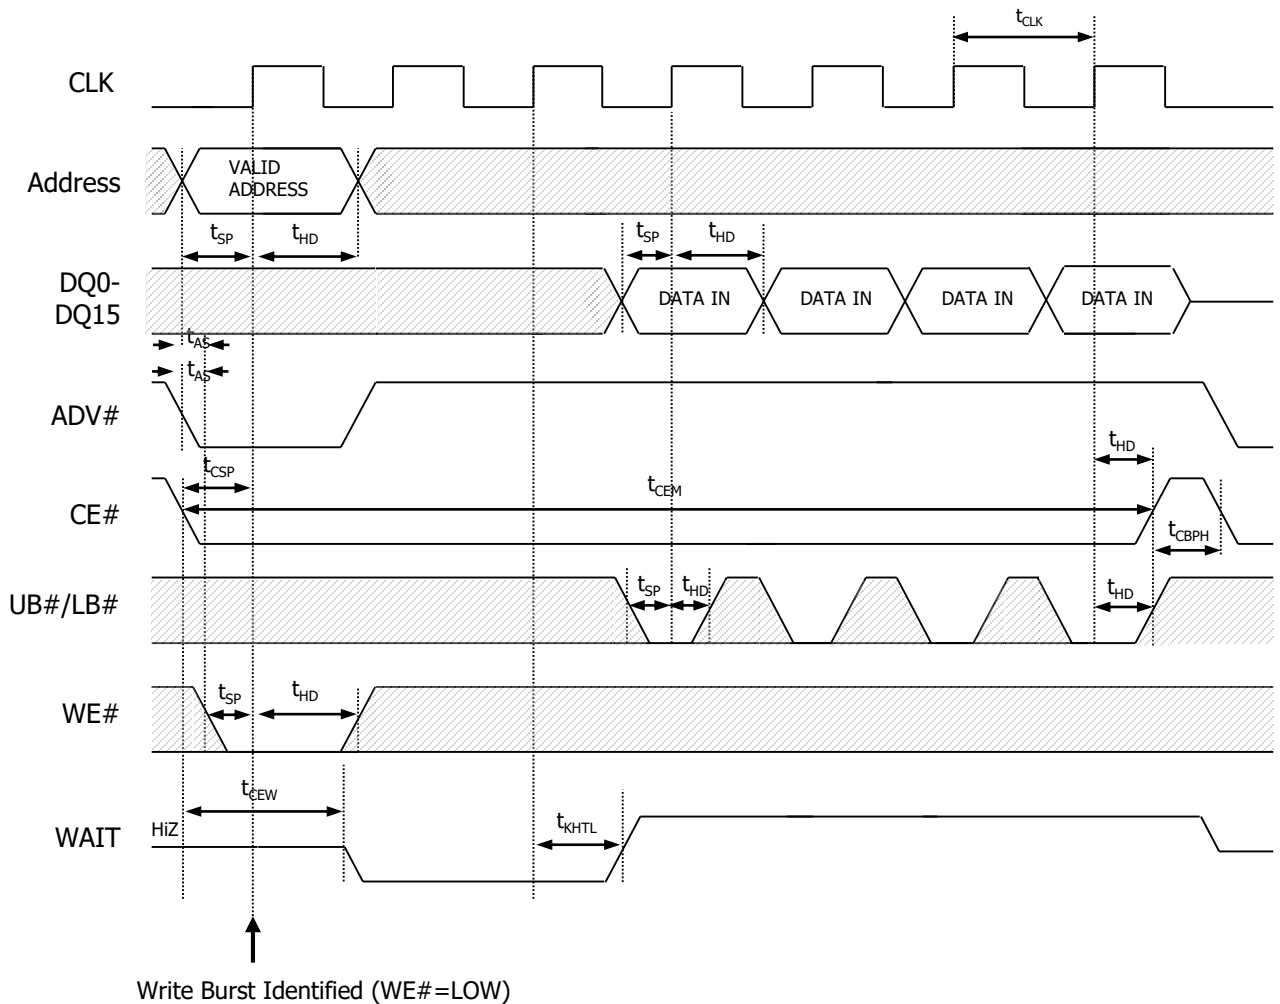 tCLK
CLK
VALID
ADDRESS
Address
tSP
tHD
tSP
tHD
DQ0-
DQ15
DATA IN
DATA IN
DATA IN
DATA IN
tAS
tAS
ADV#
tHD
tCSP
tCEM
CE#
tCBPH
UB#/LB#
tSP
tHD
tHD
WE#
tSP
tHD
tCEW
WAIT
HiZ
tKHTL
Write Burst Identified (WE#=LOW)